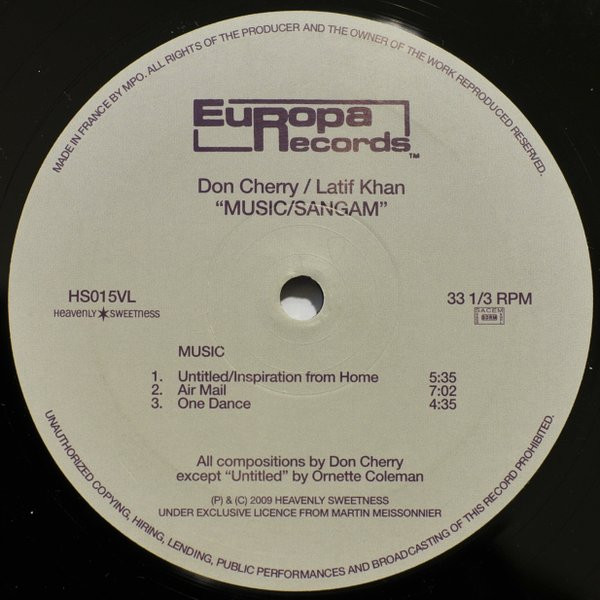 MADE IN FRANCE BY MPO. ALL RIGHTS OF THE PRODUCER AND THE OWNER OF THE WORK REPRODUCED RESERVED.
EuRopa
Records™
Don Cherry / Latif Khan
“MUSIC/SANGAM”
HS015VL
HEAVENLY SWEETNESS
33 1/3 RPM
SACEM
SDRM
MUSIC
1. Untitled/Inspiration from Home 5:35
2. Air Mail 7:02
3. One Dance 4:35
All compositions by Don Cherry
except “Untitled” by Ornette Coleman
(P) & (C) 2009 HEAVENLY SWEETNESS
UNDER EXCLUSIVE LICENCE FROM MARTIN MEISSONNIER
UNAUTHORIZED COPYING, HIRING, LENDING, PUBLIC PERFORMANCES AND BROADCASTING OF THIS RECORD PROHIBITED.